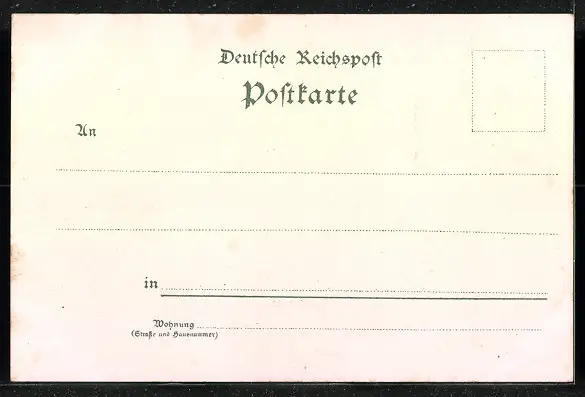 Deutsche Reichspost
Postkarte
An
in
Wohnung
(Straße und Hausnummer)